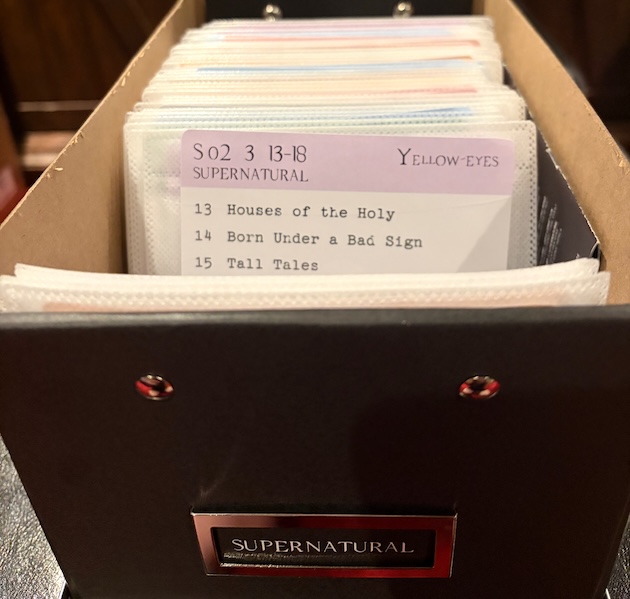 S02 3 13-18 YELLOW-EYES
SUPERNATURAL
13 Houses of the Holy
14 Born Under a Bad Sign
15 Tall Tales
SUPERNATURAL